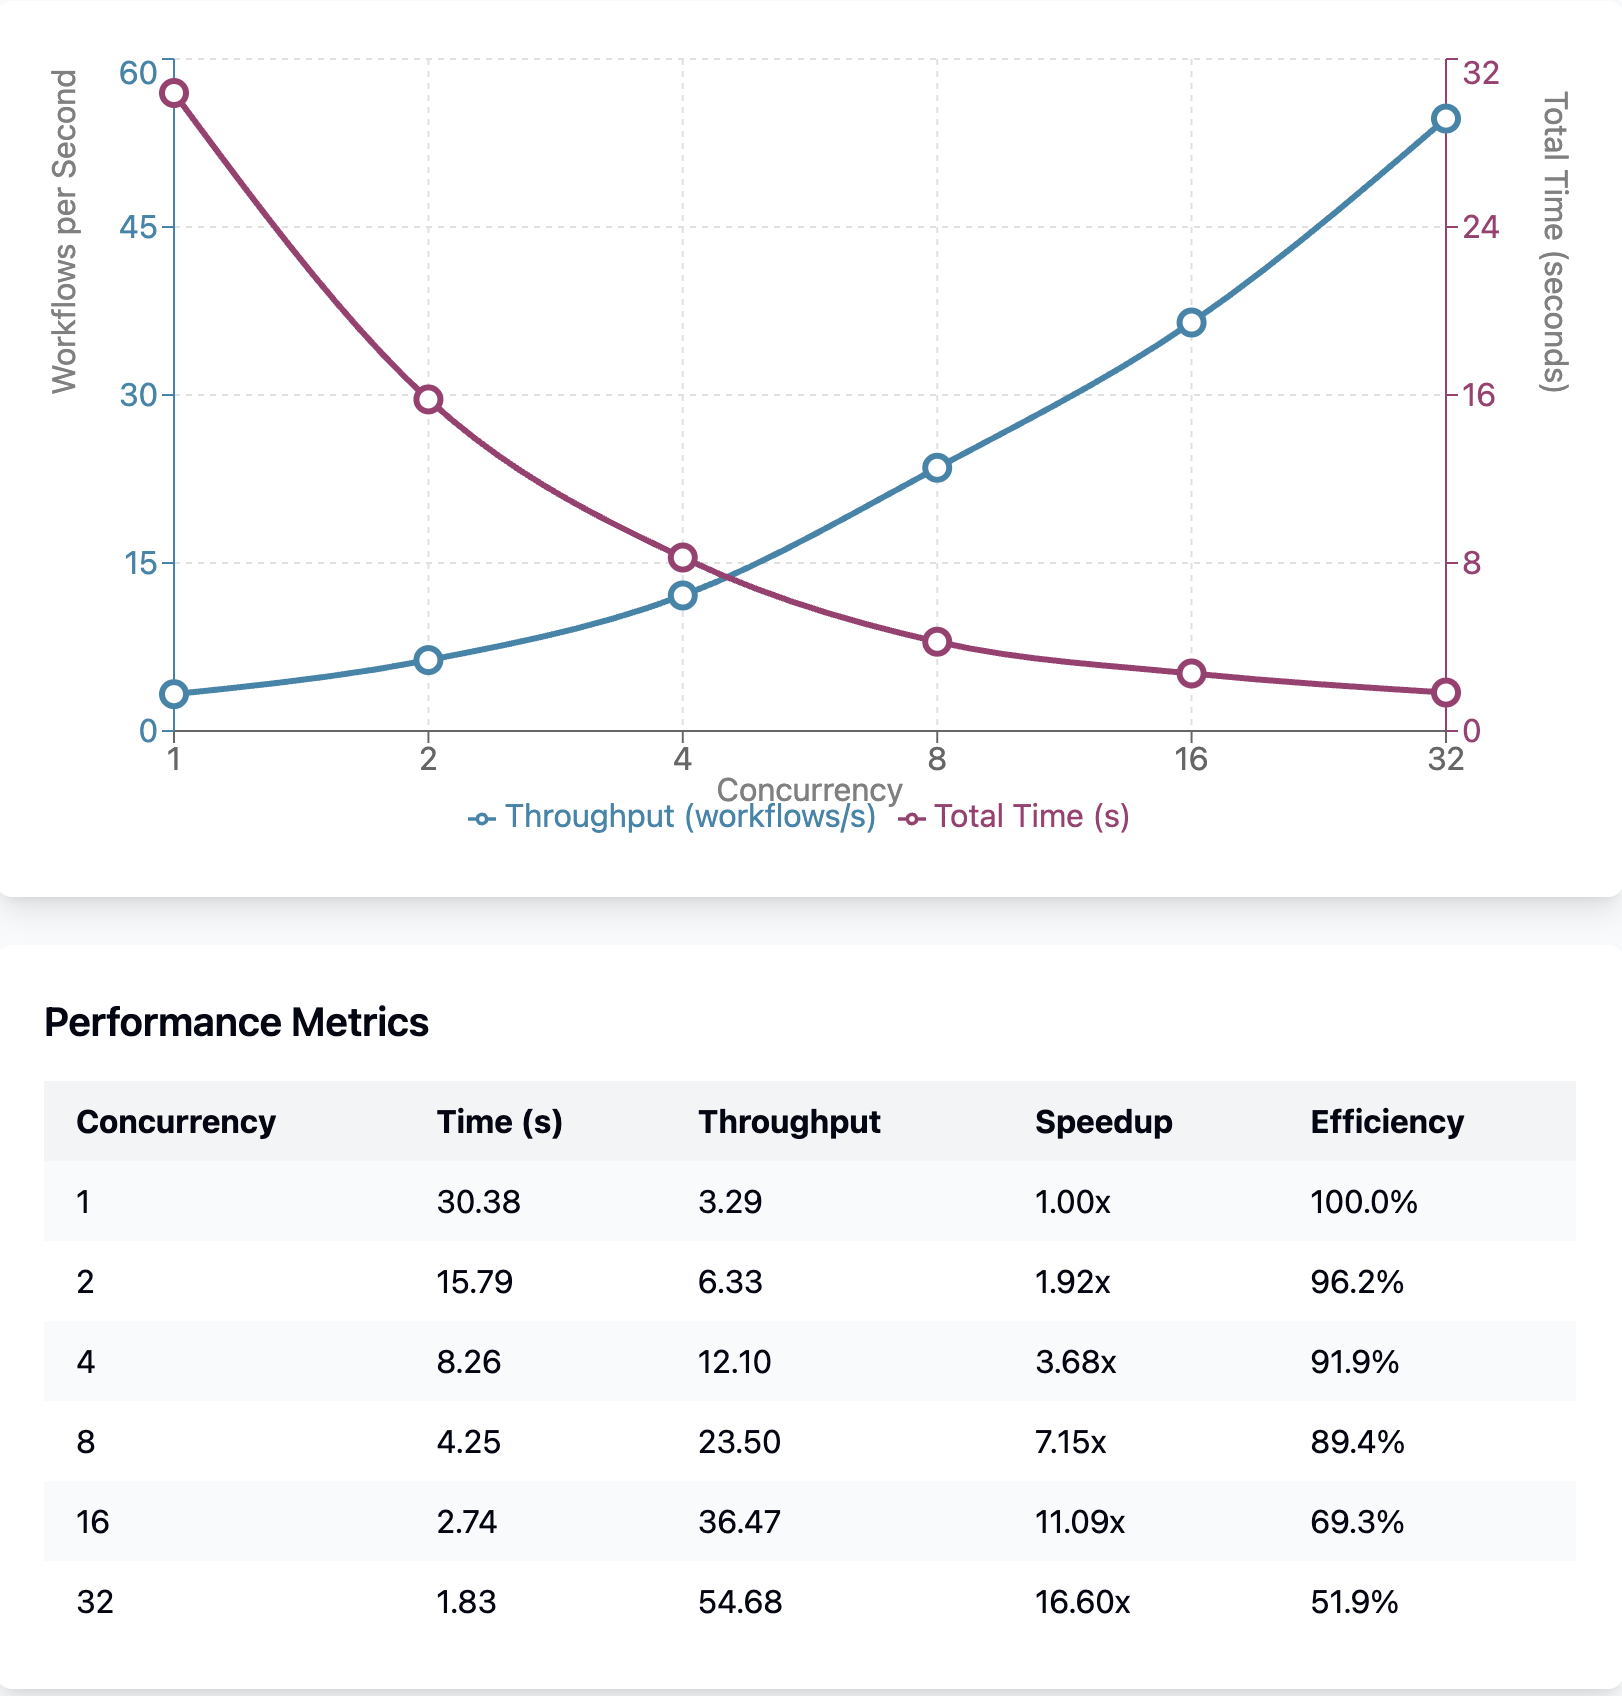 Workflows per Second
60
45
30
15
0
32
24
16
8
0
Total Time (seconds)
1 2 4 8 16 32
Concurrency
Throughput (workflows/s) Total Time (s)
Performance Metrics
Concurrency Time (s) Throughput Speedup Efficiency
1 30.38 3.29 1.00x 100.0%
2 15.79 6.33 1.92x 96.2%
4 8.26 12.10 3.68x 91.9%
8 4.25 23.50 7.15x 89.4%
16 2.74 36.47 11.09x 69.3%
32 1.83 54.68 16.60x 51.9%